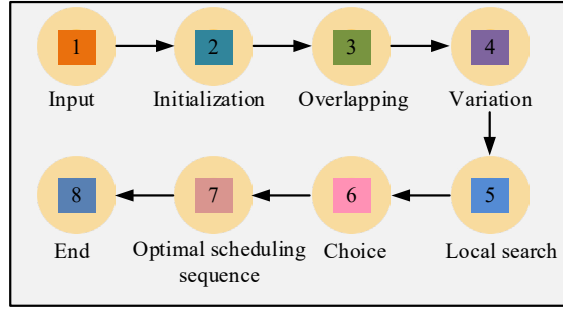 1 2 3 4
Input Initialization Overlapping Variation
8 7 6 5
End Optimal scheduling Choice Local search
sequence